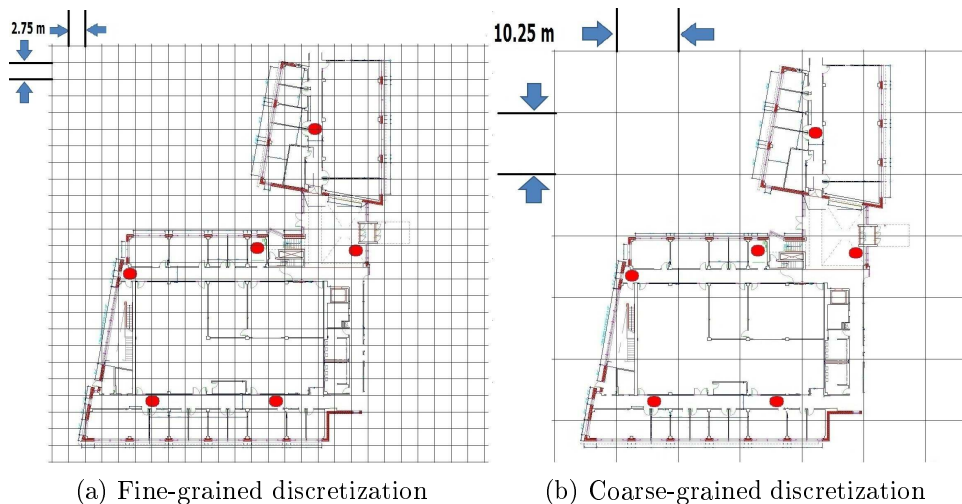 2.75 m
10.25 m
(a) Fine-grained discretization
(b) Coarse-grained discretization